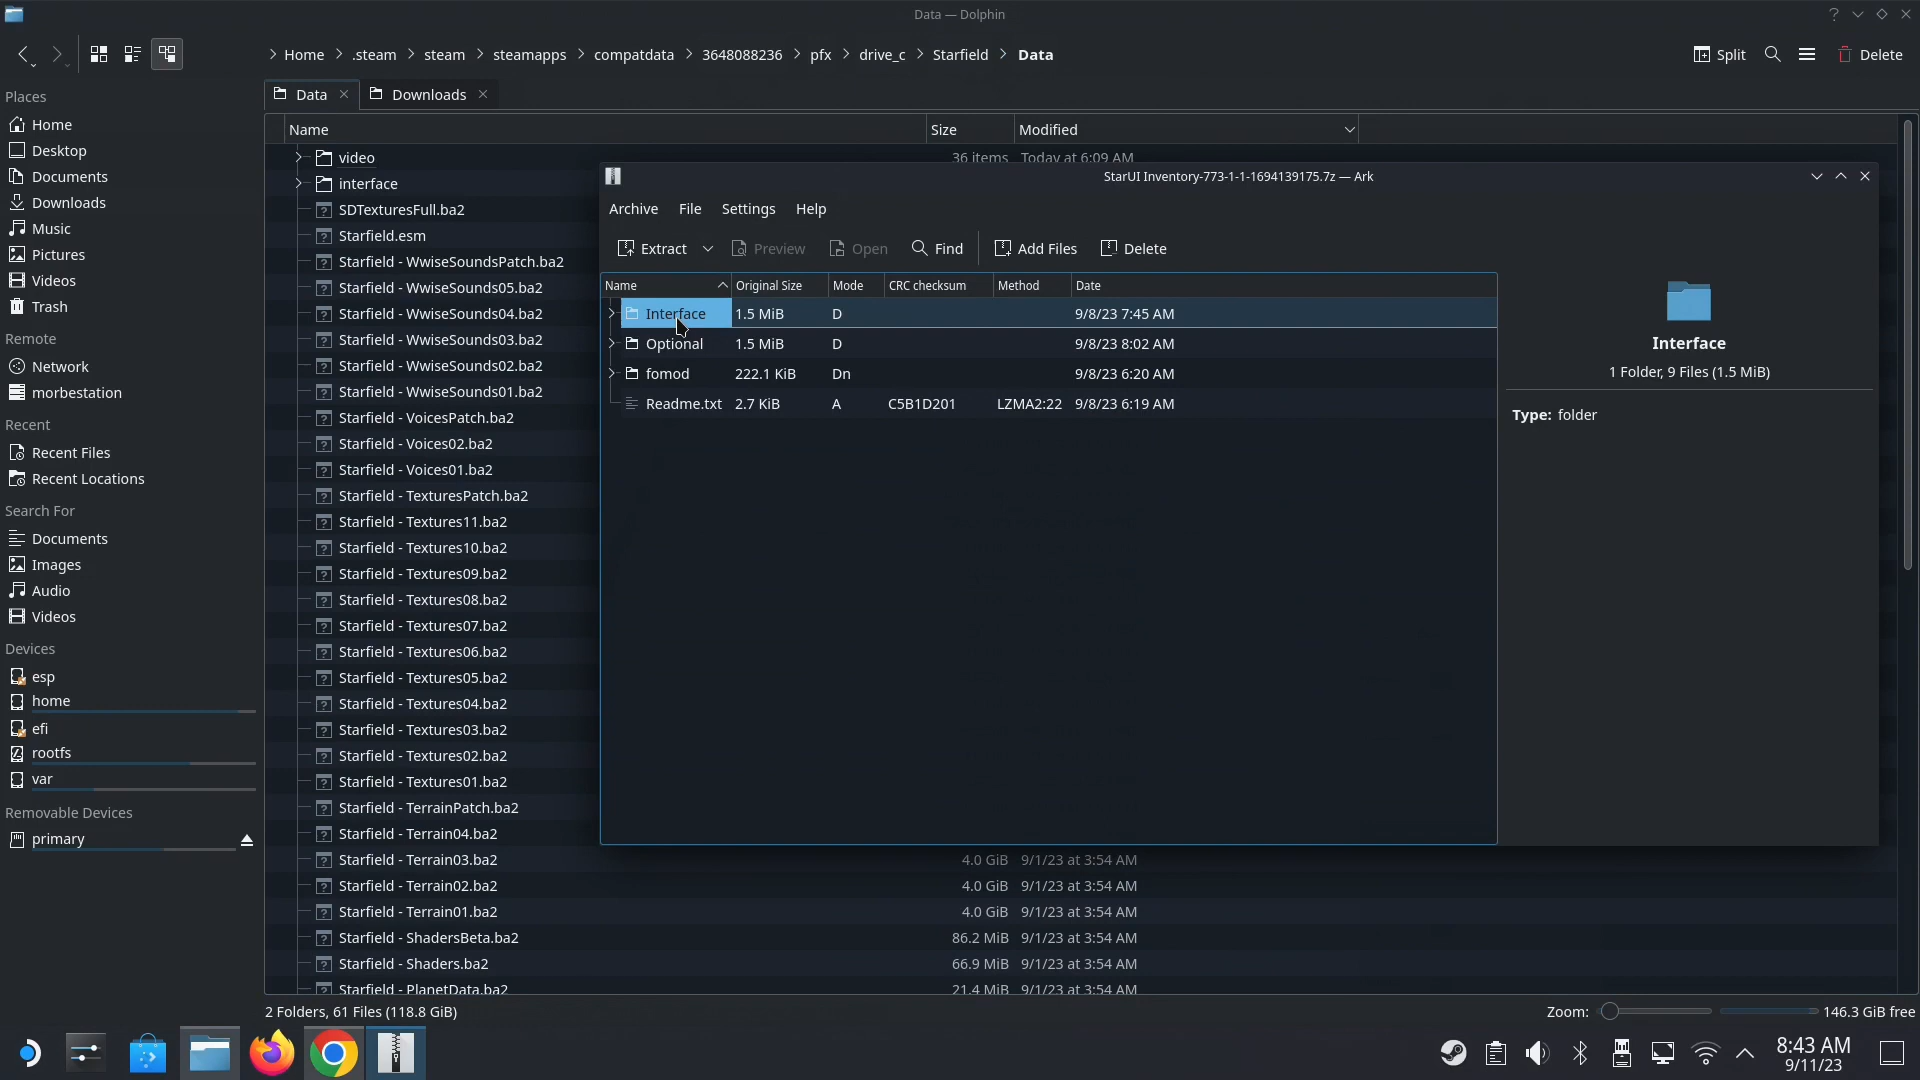 Data — Dolphin
Home
.steam
steam
steamapps
compatdata
3648088236
pfx
drive_c
Starfield
Data
Split
Delete
Places
Home
Desktop
Documents
Downloads
Music
Pictures
Videos
Trash
Remote
Network
morbestation
Recent
Recent Files
Recent Locations
Search For
Documents
Images
Audio
Videos
Devices
esp
home
efi
rootfs
var
Removable Devices
primary
Data
Downloads
Name Size Modified
video 36 items Today at 6:09 AM
interface
SDTexturesFull.ba2
Starfield.esm
Starfield - WwiseSoundsPatch.ba2
Starfield - WwiseSounds05.ba2
Starfield - WwiseSounds04.ba2
Starfield - WwiseSounds03.ba2
Starfield - WwiseSounds02.ba2
Starfield - WwiseSounds01.ba2
Starfield - VoicesPatch.ba2
Starfield - Voices02.ba2
Starfield - Voices01.ba2
Starfield - TexturesPatch.ba2
Starfield - Textures11.ba2
Starfield - Textures10.ba2
Starfield - Textures09.ba2
Starfield - Textures08.ba2
Starfield - Textures07.ba2
Starfield - Textures06.ba2
Starfield - Textures05.ba2
Starfield - Textures04.ba2
Starfield - Textures03.ba2
Starfield - Textures02.ba2
Starfield - Textures01.ba2
Starfield - TerrainPatch.ba2
Starfield - Terrain04.ba2
Starfield - Terrain03.ba2 4.0 GiB 9/1/23 at 3:54 AM
Starfield - Terrain02.ba2 4.0 GiB 9/1/23 at 3:54 AM
Starfield - Terrain01.ba2 4.0 GiB 9/1/23 at 3:54 AM
Starfield - ShadersBeta.ba2 86.2 MiB 9/1/23 at 3:54 AM
Starfield - Shaders.ba2 66.9 MiB 9/1/23 at 3:54 AM
Starfield - PlanetData.ba2 21.4 MiB 9/1/23 at 3:54 AM
2 Folders, 61 Files (118.8 GiB)
Zoom:
146.3 GiB free
StarUI Inventory-773-1-1-1694139175.7z — Ark
Archive File Settings Help
Extract Preview Open Find Add Files Delete
Name Original Size Mode CRC checksum Method Date
Interface 1.5 MiB D 9/8/23 7:45 AM
Optional 1.5 MiB D 9/8/23 8:02 AM
fomod 222.1 KiB Dn 9/8/23 6:20 AM
Readme.txt 2.7 KiB A C5B1D201 LZMA2:22 9/8/23 6:19 AM
Interface
1 Folder, 9 Files (1.5 MiB)
Type: folder
8:43 AM
9/11/23